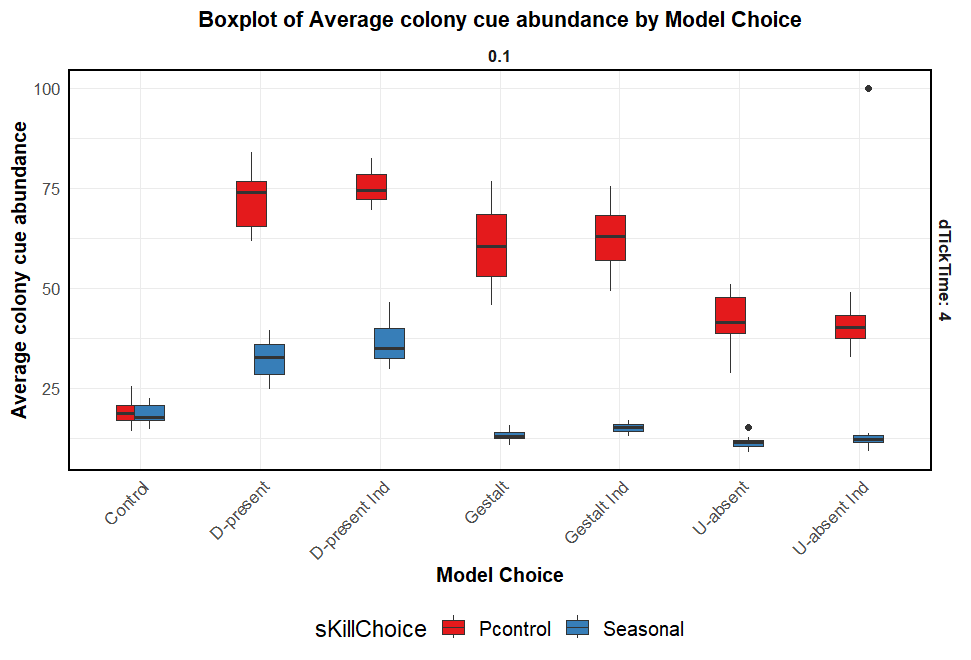 Boxplot of Average colony cue abundance by Model Choice
0.1
100
75
50
25
Average colony cue abundance
dTickTime: 4
Control
D-present
D-present Ind
Gestalt
Gestalt Ind
U-absent
U-absent Ind
Model Choice
sKillChoice Pcontrol Seasonal